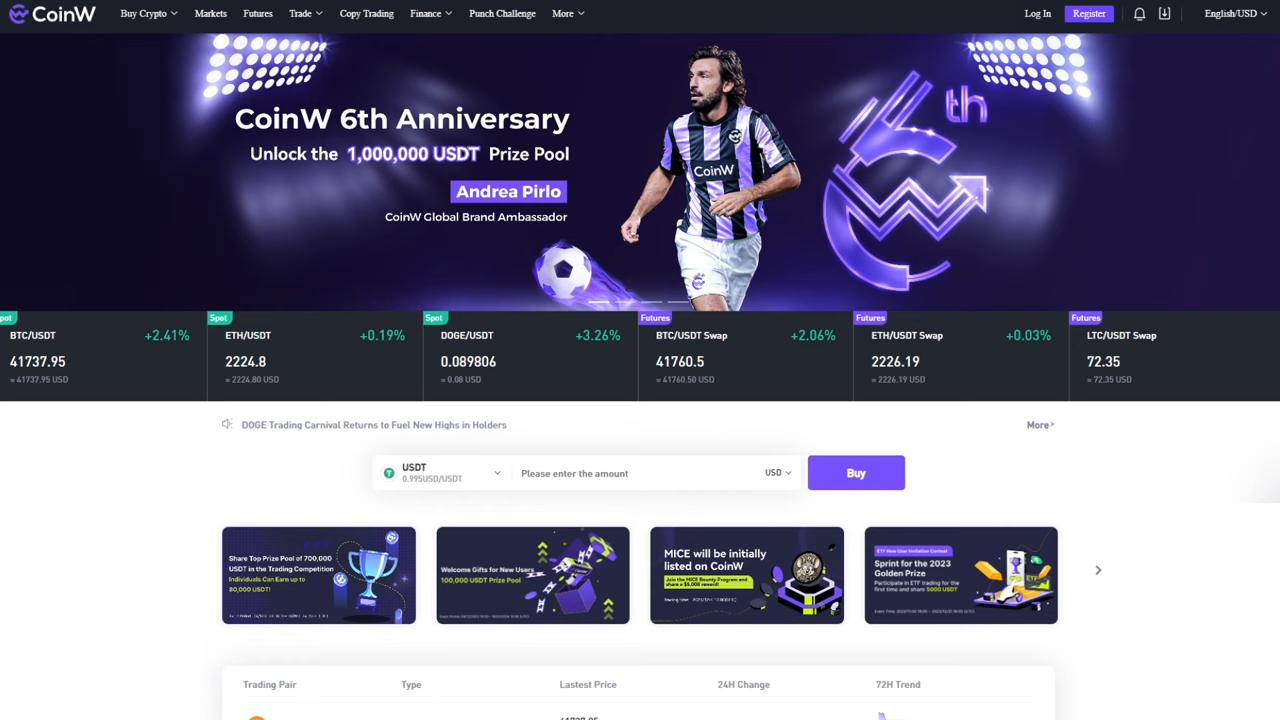 CoinW
Buy Crypto
Markets
Futures
Trade
Copy Trading
Finance
Punch Challenge
More
Log In
Register
English/USD
CoinW 6th Anniversary
Unlock the 1,000,000 USDT Prize Pool
Andrea Pirlo
CoinW Global Brand Ambassador
CoinW
th
pot
BTC/USDT
+2.41%
41737.95
≈ 41737.95 USD
Spot
ETH/USDT
+0.19%
2224.8
≈ 2224.80 USD
Spot
DOGE/USDT
+3.26%
0.089806
≈ 0.08 USD
Futures
BTC/USDT Swap
+2.06%
41760.5
≈ 41760.50 USD
Futures
ETH/USDT Swap
+0.03%
2226.19
≈ 2226.19 USD
Futures
LTC/USDT Swap
72.35
≈ 72.35 USD
DOGE Trading Carnival Returns to Fuel New Highs in Holders
More
USDT
0.995USD/USDT
Please enter the amount
USD
Buy
Share Top Prize Pool of 700,000
USDT in the Trading Competition
Individuals Can Earn up to
80,000 USDT!
Welcome Gifts for New Users
100,000 USDT Prize Pool
MICE will be initially
listed on CoinW
Join the MICE Bounty Program and
share a $5,000 reward!
ETF New User Invitation Contest
Sprint for the 2023
Golden Prize
Participate in ETF trading for the
first time and share 5000 USDT
ETF
Trading Pair
Type
Lastest Price
24H Change
72H Trend